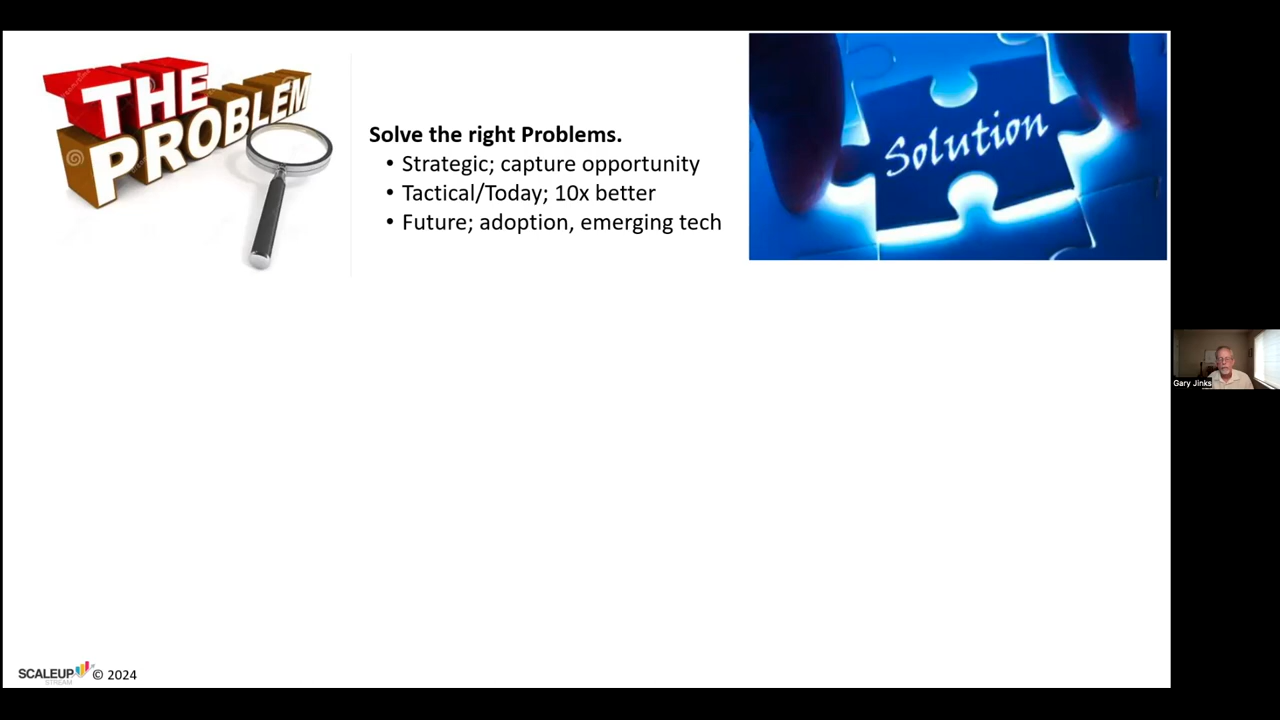 THE
PROBLEM
Solve the right Problems.
• Strategic; capture opportunity
• Tactical/Today; 10x better
• Future; adoption, emerging tech
Solution
Gary Jinks
SCALEUP
STREAM
© 2024